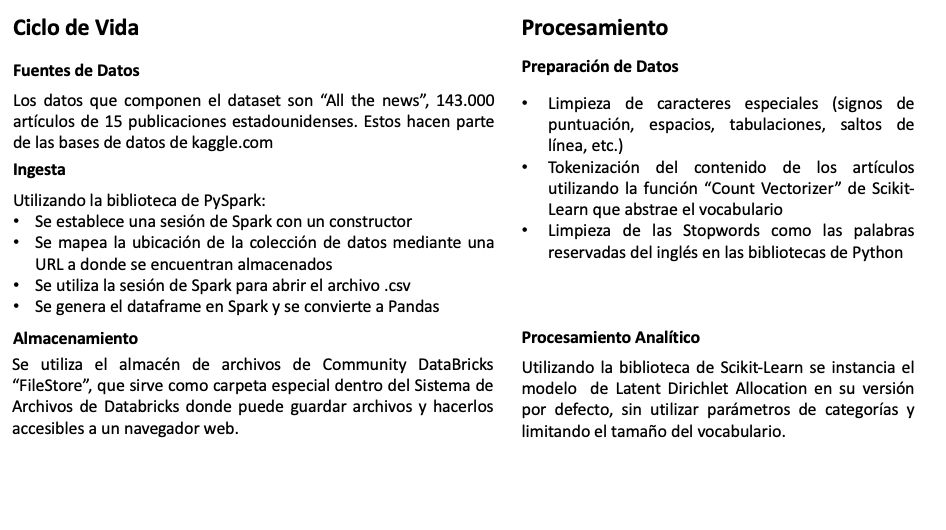 Ciclo de Vida
Fuentes de Datos
Los datos que componen el dataset son “All the news”, 143.000
artículos de 15 publicaciones estadounidenses. Estos hacen parte
de las bases de datos de kaggle.com
Ingesta
Utilizando la biblioteca de PySpark:
• Se establece una sesión de Spark con un constructor
• Se mapea la ubicación de la colección de datos mediante una
URL a donde se encuentran almacenados
• Se utiliza la sesión de Spark para abrir el archivo .csv
• Se genera el dataframe en Spark y se convierte a Pandas
Almacenamiento
Se utiliza el almacén de archivos de Community DataBricks
“FileStore”, que sirve como carpeta especial dentro del Sistema de
Archivos de Databricks donde puede guardar archivos y hacerlos
accesibles a un navegador web.
Procesamiento
Preparación de Datos
• Limpieza de caracteres especiales (signos de
puntuación, espacios, tabulaciones, saltos de
línea, etc.)
• Tokenización del contenido de los artículos
utilizando la función “Count Vectorizer” de Scikit-
Learn que abstrae el vocabulario
• Limpieza de las Stopwords como las palabras
reservadas del inglés en las bibliotecas de Python
Procesamiento Analítico
Utilizando la biblioteca de Scikit-Learn se instancia el
modelo de Latent Dirichlet Allocation en su versión
por defecto, sin utilizar parámetros de categorías y
limitando el tamaño del vocabulario.